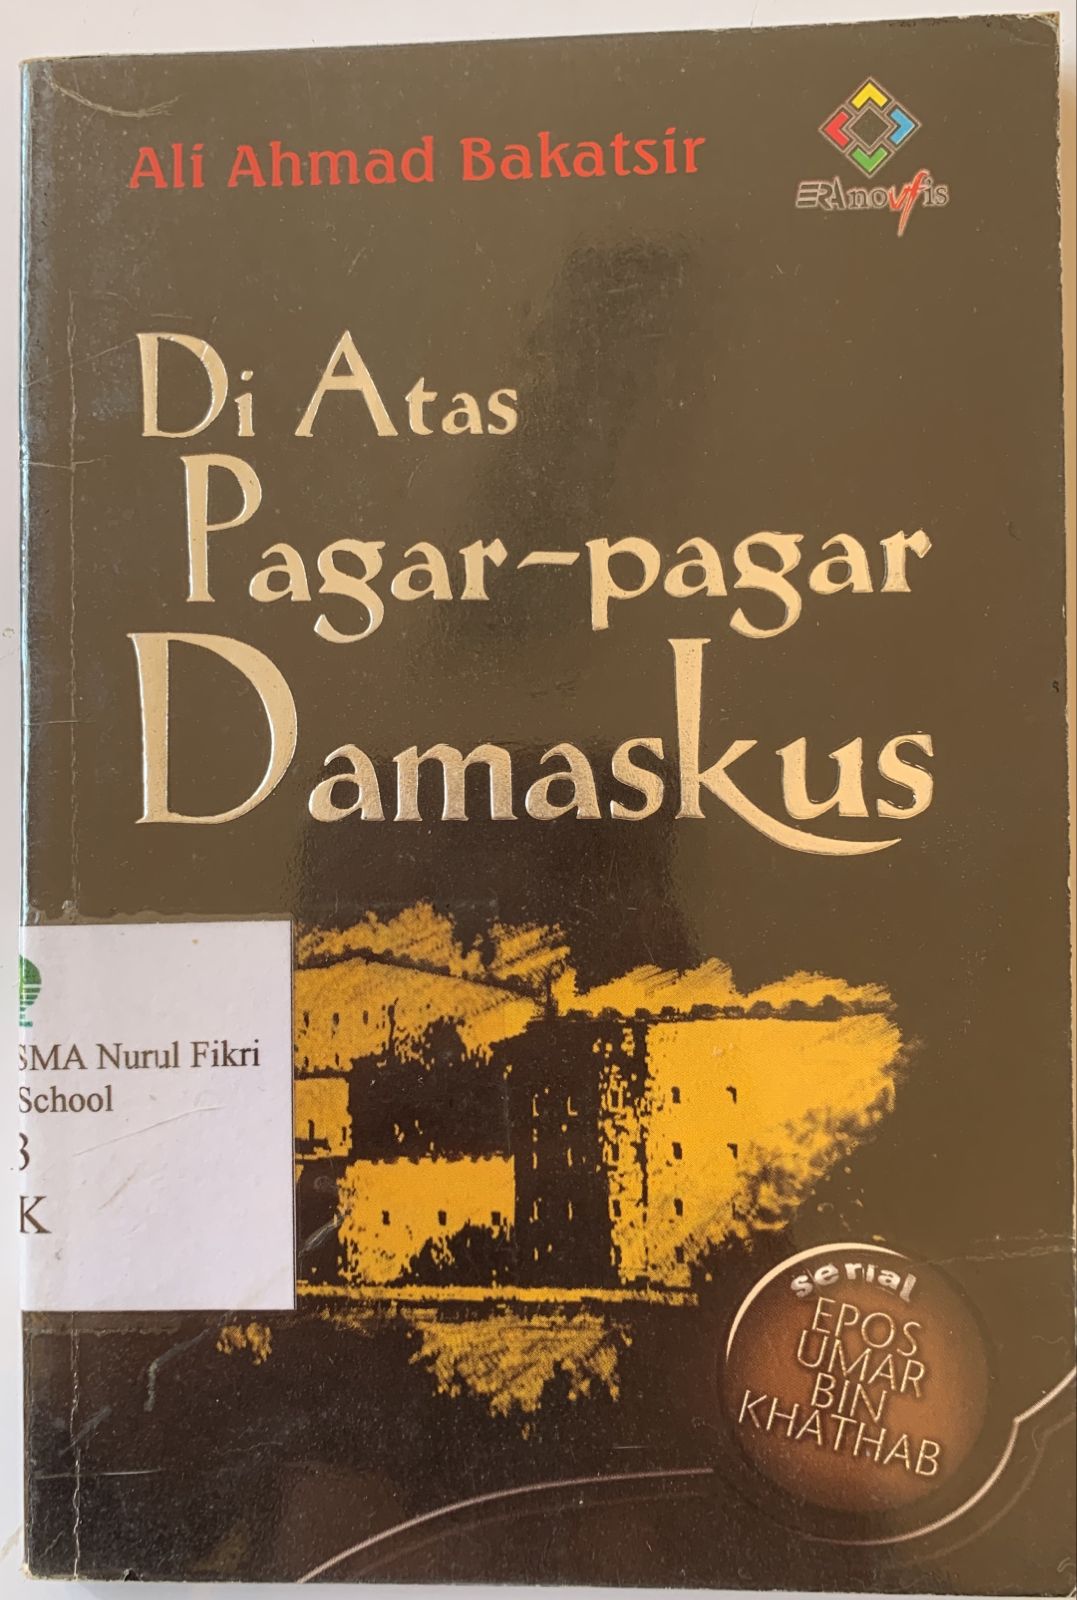 Ali Ahmad Bakatsir
ERAnovfis
Di Atas
Pagar-pagar
Damaskus
SMA Nurul Fikri
School
K
serial
EPOS
UMAR
BIN
KHATHAB